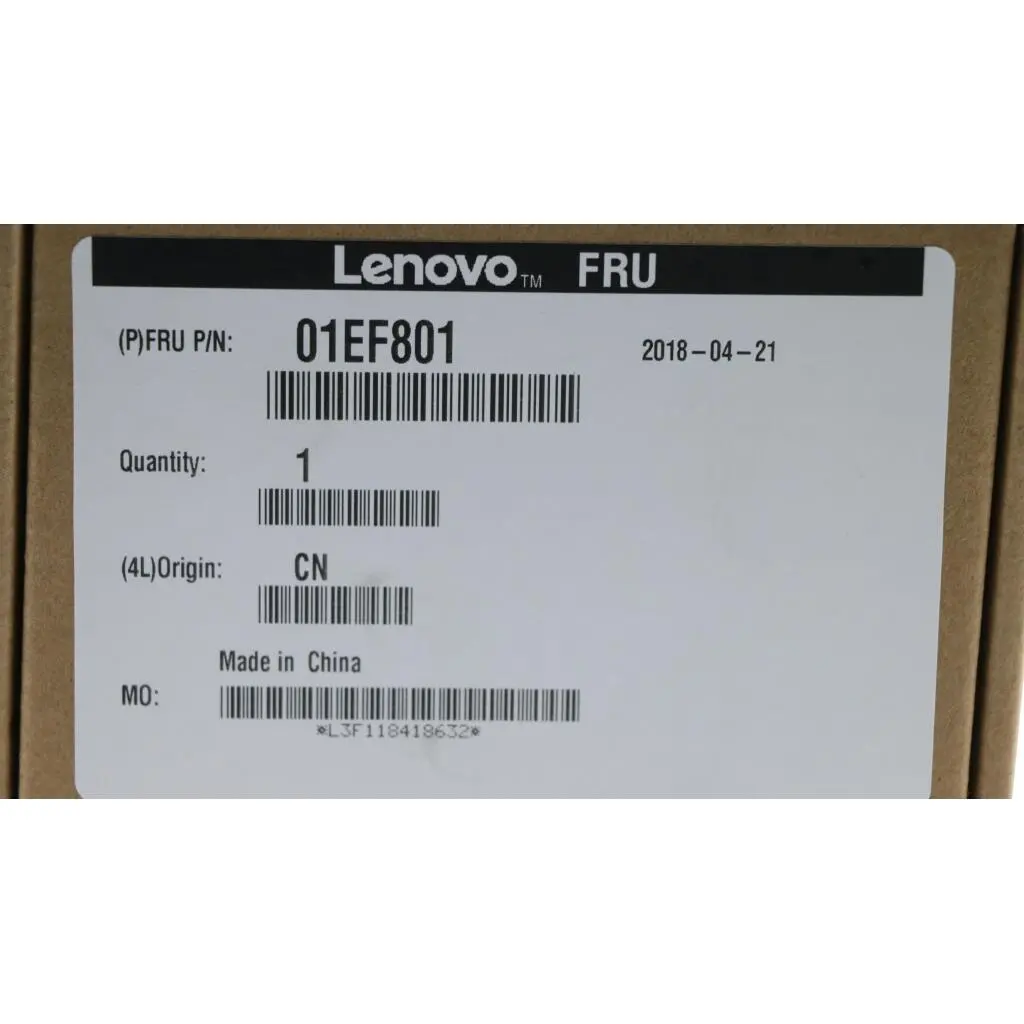 Lenovo™ FRU
(P)FRU P/N: 01EF801 2018-04-21
Quantity: 1
(4L)Origin: CN
Made in China
MO:
*L3F118418632*